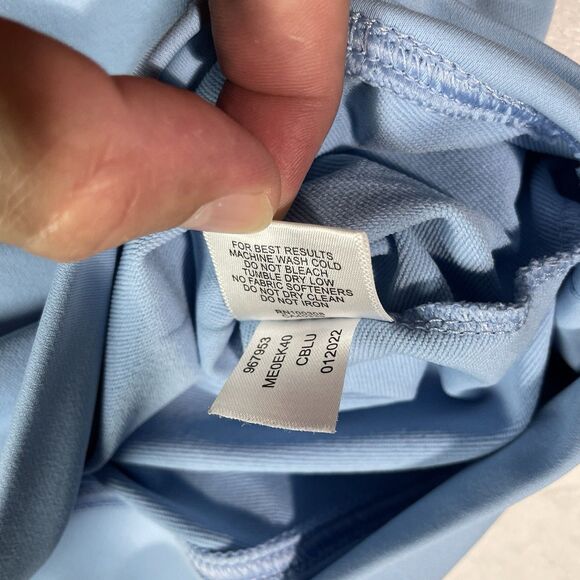 FOR BEST RESULTS
MACHINE WASH COLD
DO NOT BLEACH
TUMBLE DRY LOW
NO FABRIC SOFTENERS
DO NOT DRY CLEAN
DO NOT IRON
RN100308
967953
ME0EK40
CBLU
012022